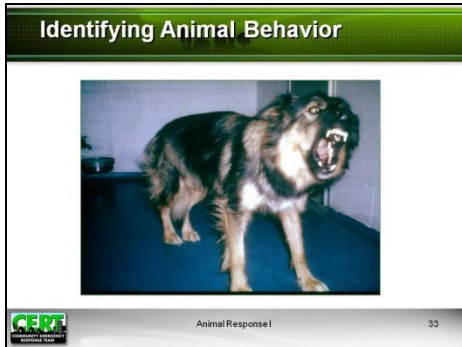 Identifying Animal Behavior
CERT
COMMUNITY EMERGENCY
RESPONSE TEAM
Animal Response I
33